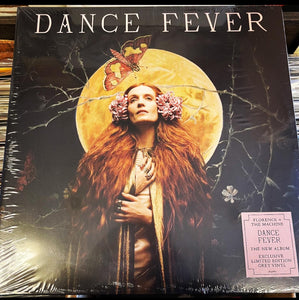 DANCE FEVER
FLORENCE +
THE MACHINE
DANCE
FEVER
THE NEW ALBUM
EXCLUSIVE
LIMITED EDITION
GREY VINYL